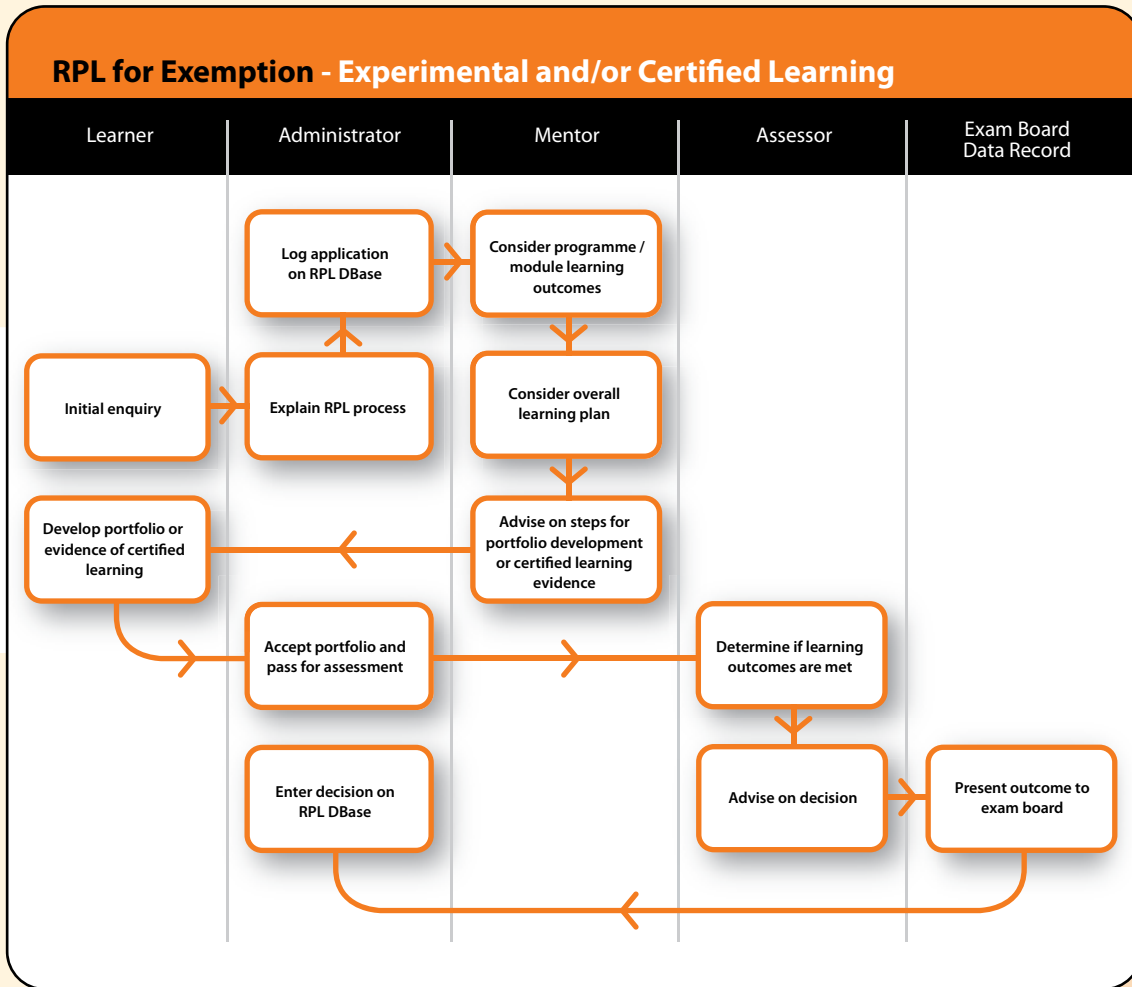 RPL for Exemption - Experimental and/or Certified Learning
Learner
Administrator
Mentor
Assessor
Exam Board
Data Record
Log application
on RPL DBase
Consider programme /
module learning
outcomes
Initial enquiry
Explain RPL process
Consider overall
learning plan
Develop portfolio or
evidence of certified
learning
Advise on steps for
portfolio development
or certified learning
evidence
Accept portfolio and
pass for assessment
Determine if learning
outcomes are met
Enter decision on
RPL DBase
Advise on decision
Present outcome to
exam board